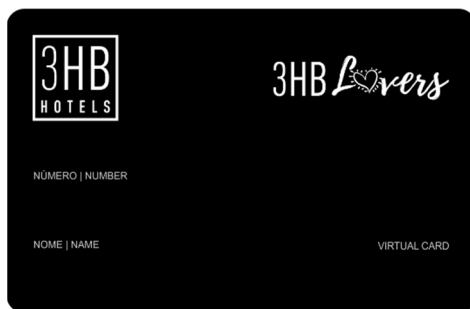 3HB
HOTELS
3HB Lovers
NÚMERO | NUMBER
NOME | NAME
VIRTUAL CARD